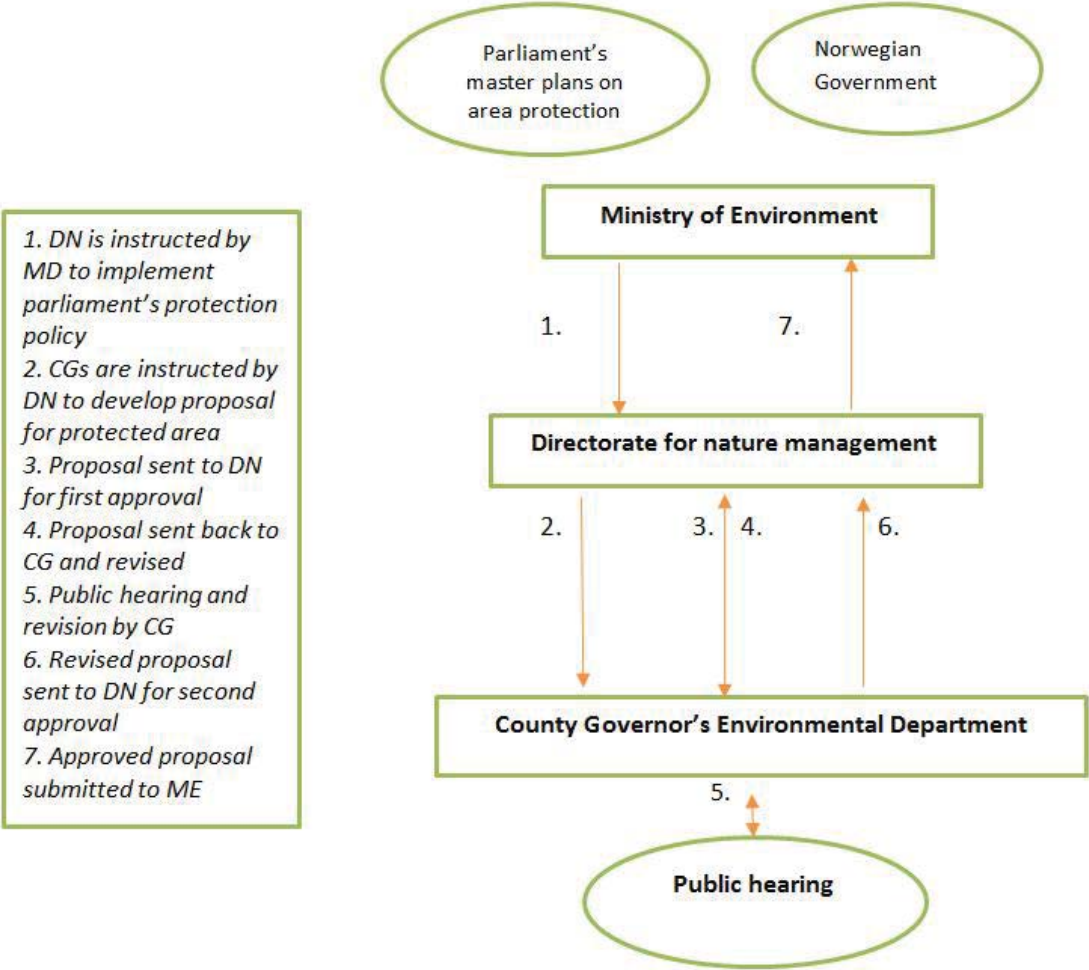 Parliament's
master plans on
area protection
Norwegian
Government
Ministry of Environment
1. DN is instructed by
MD to implement
parliament's protection
policy
2. CGs are instructed by
DN to develop proposal
for protected area
3. Proposal sent to DN
for first approval
4. Proposal sent back to
CG and revised
5. Public hearing and
revision by CG
6. Revised proposal
sent to DN for second
approval
7. Approved proposal
submitted to ME
1.
7.
Directorate for nature management
2.
3.
4.
6.
County Governor's Environmental Department
5.
Public hearing